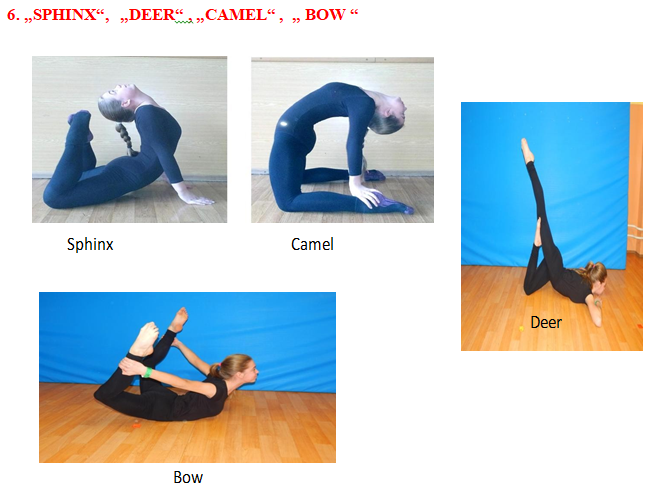 6. „SPHINX“, „DEER“ , „CAMEL“ , „ BOW “
Sphinx
Camel
Deer
Bow